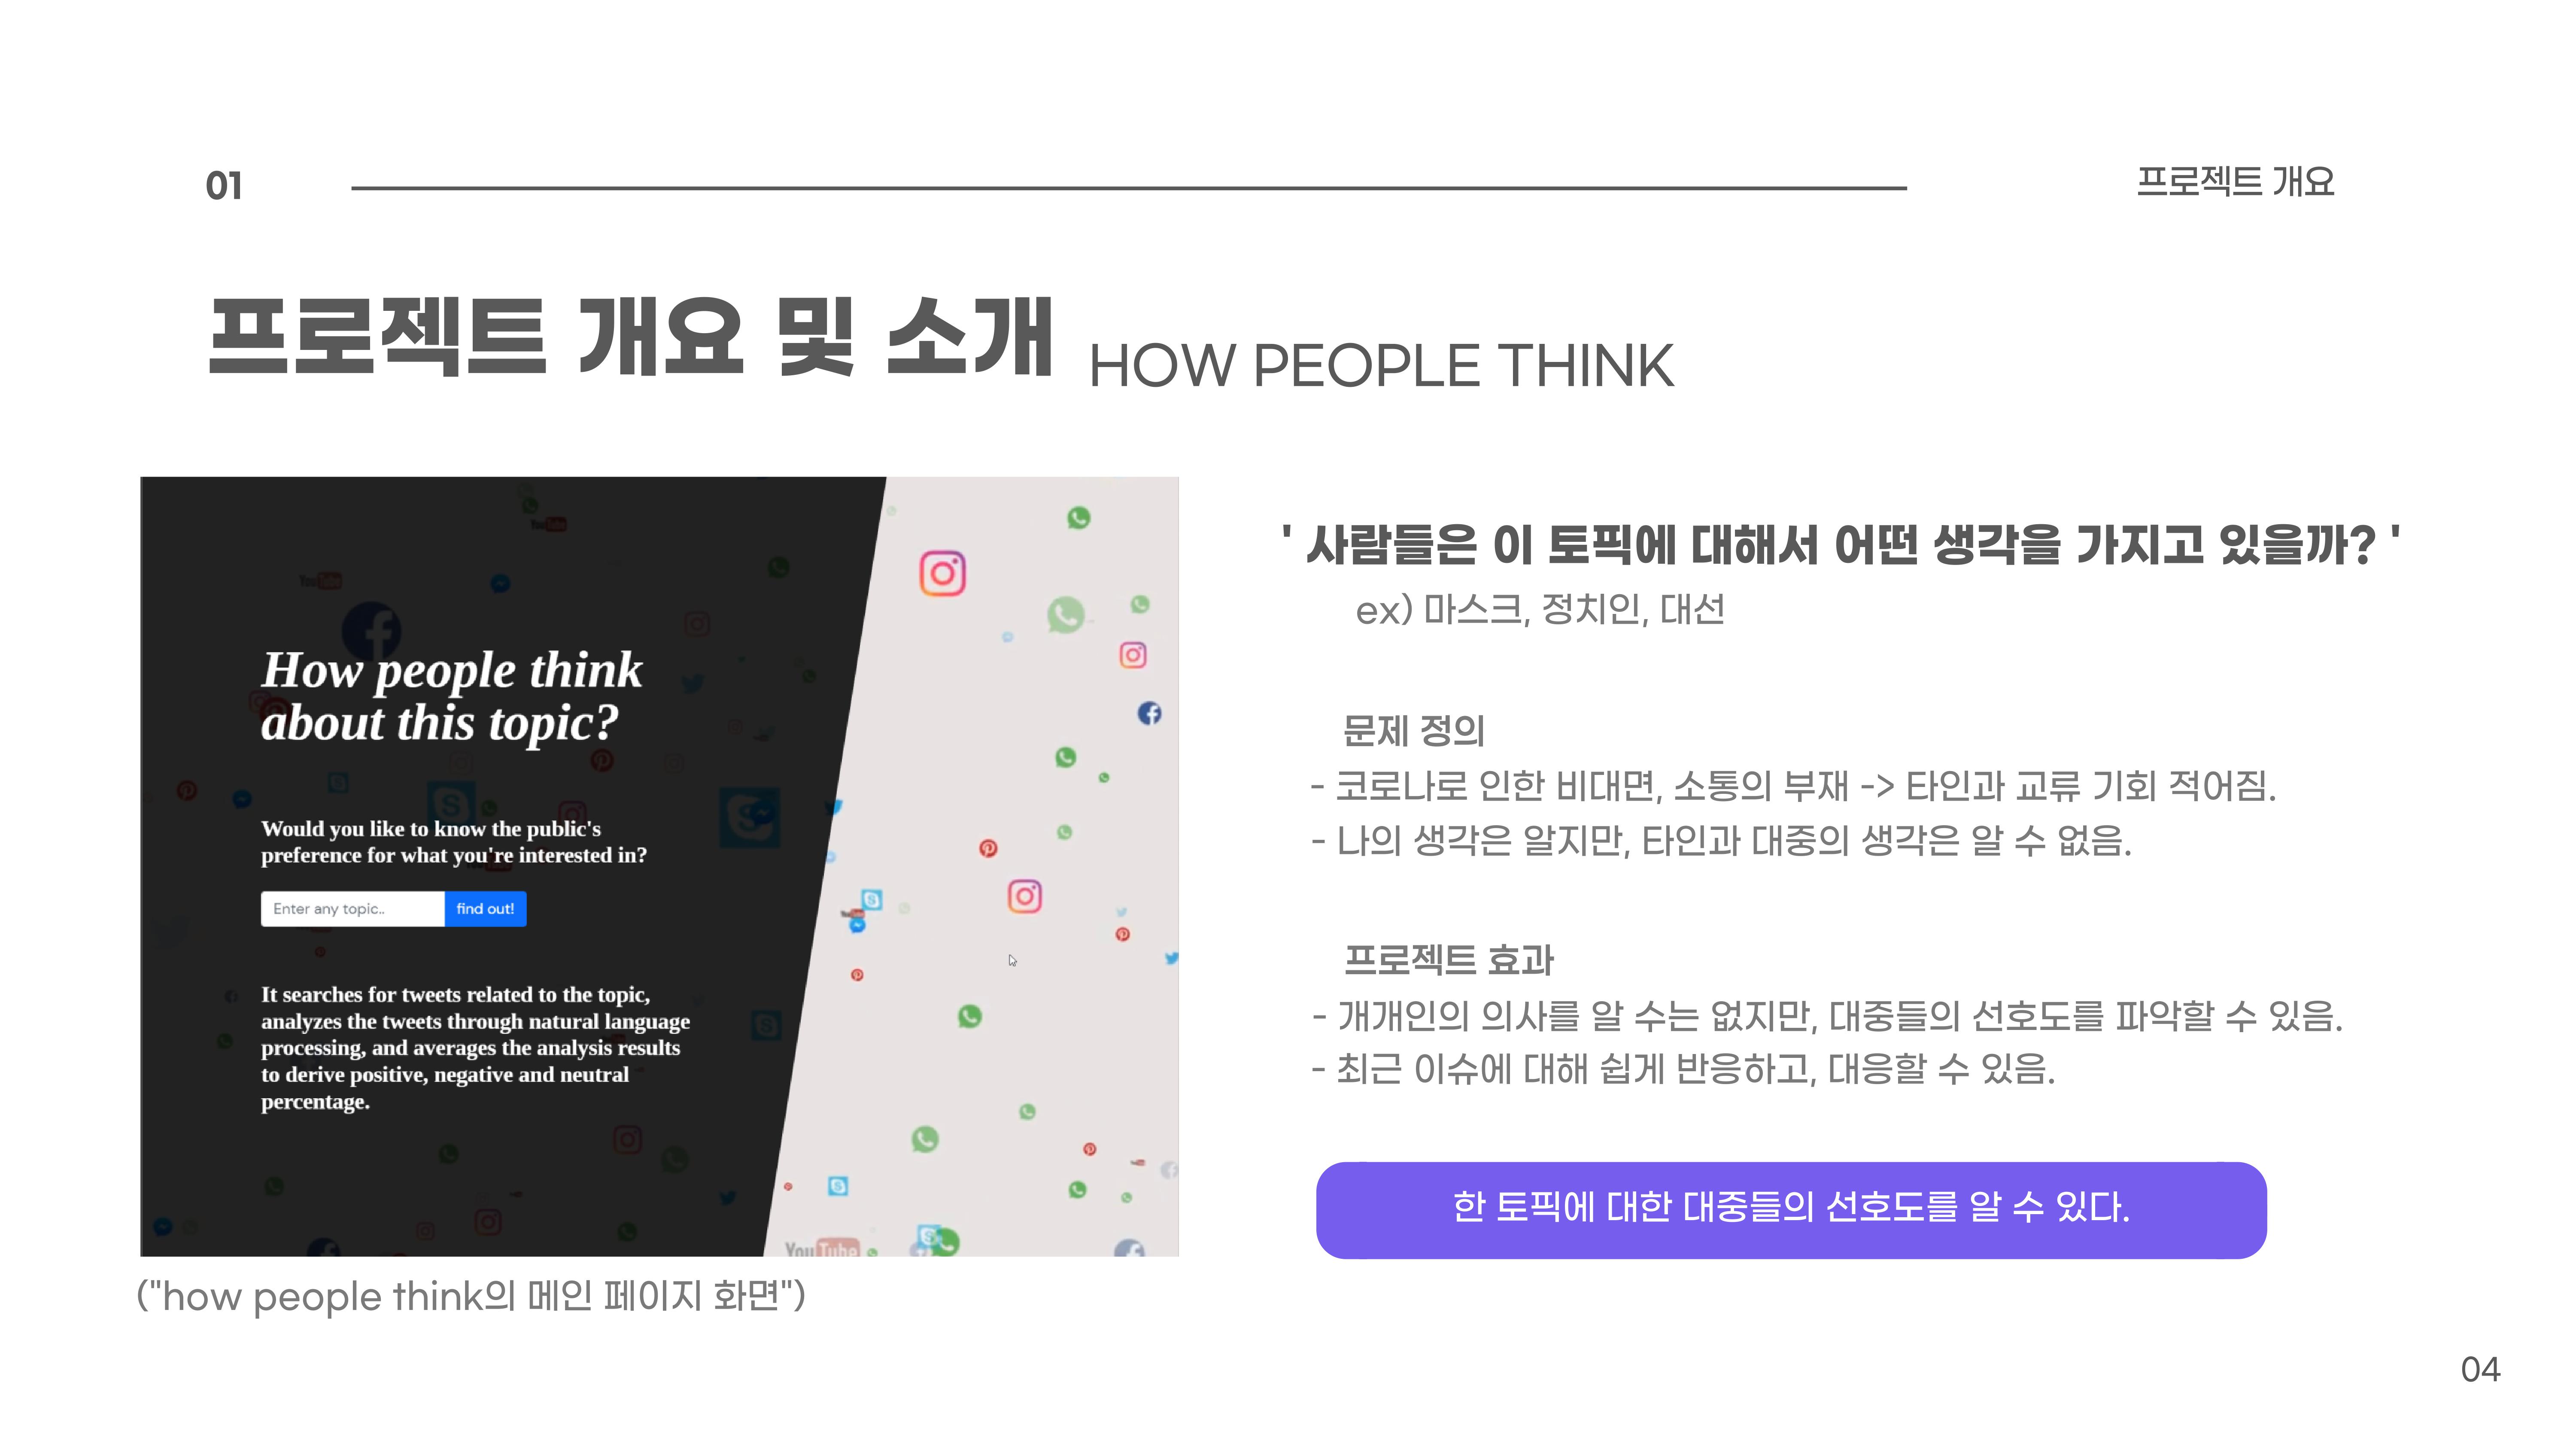 01
프로젝트 개요
프로젝트 개요 및 소개 HOW PEOPLE THINK
How people think
about this topic?
Would you like to know the public's
preference for what you're interested in?
Enter any topic.. find out!
It searches for tweets related to the topic,
analyzes the tweets through natural language
processing, and averages the analysis results
to derive positive, negative and neutral
percentage.
YouTube
("how people think의 메인 페이지 화면")
' 사람들은 이 토픽에 대해서 어떤 생각을 가지고 있을까? '
ex) 마스크, 정치인, 대선
문제 정의
- 코로나로 인한 비대면, 소통의 부재 -> 타인과 교류 기회 적어짐.
- 나의 생각은 알지만, 타인과 대중의 생각은 알 수 없음.
프로젝트 효과
- 개개인의 의사를 알 수는 없지만, 대중들의 선호도를 파악할 수 있음.
- 최근 이슈에 대해 쉽게 반응하고, 대응할 수 있음.
한 토픽에 대한 대중들의 선호도를 알 수 있다.
04